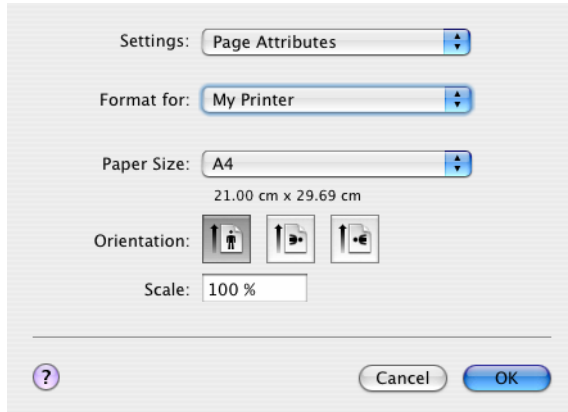 Settings: Page Attributes
Format for: My Printer
Paper Size: A4
21.00 cm x 29.69 cm
Orientation:
Scale: 100 %
? Cancel OK